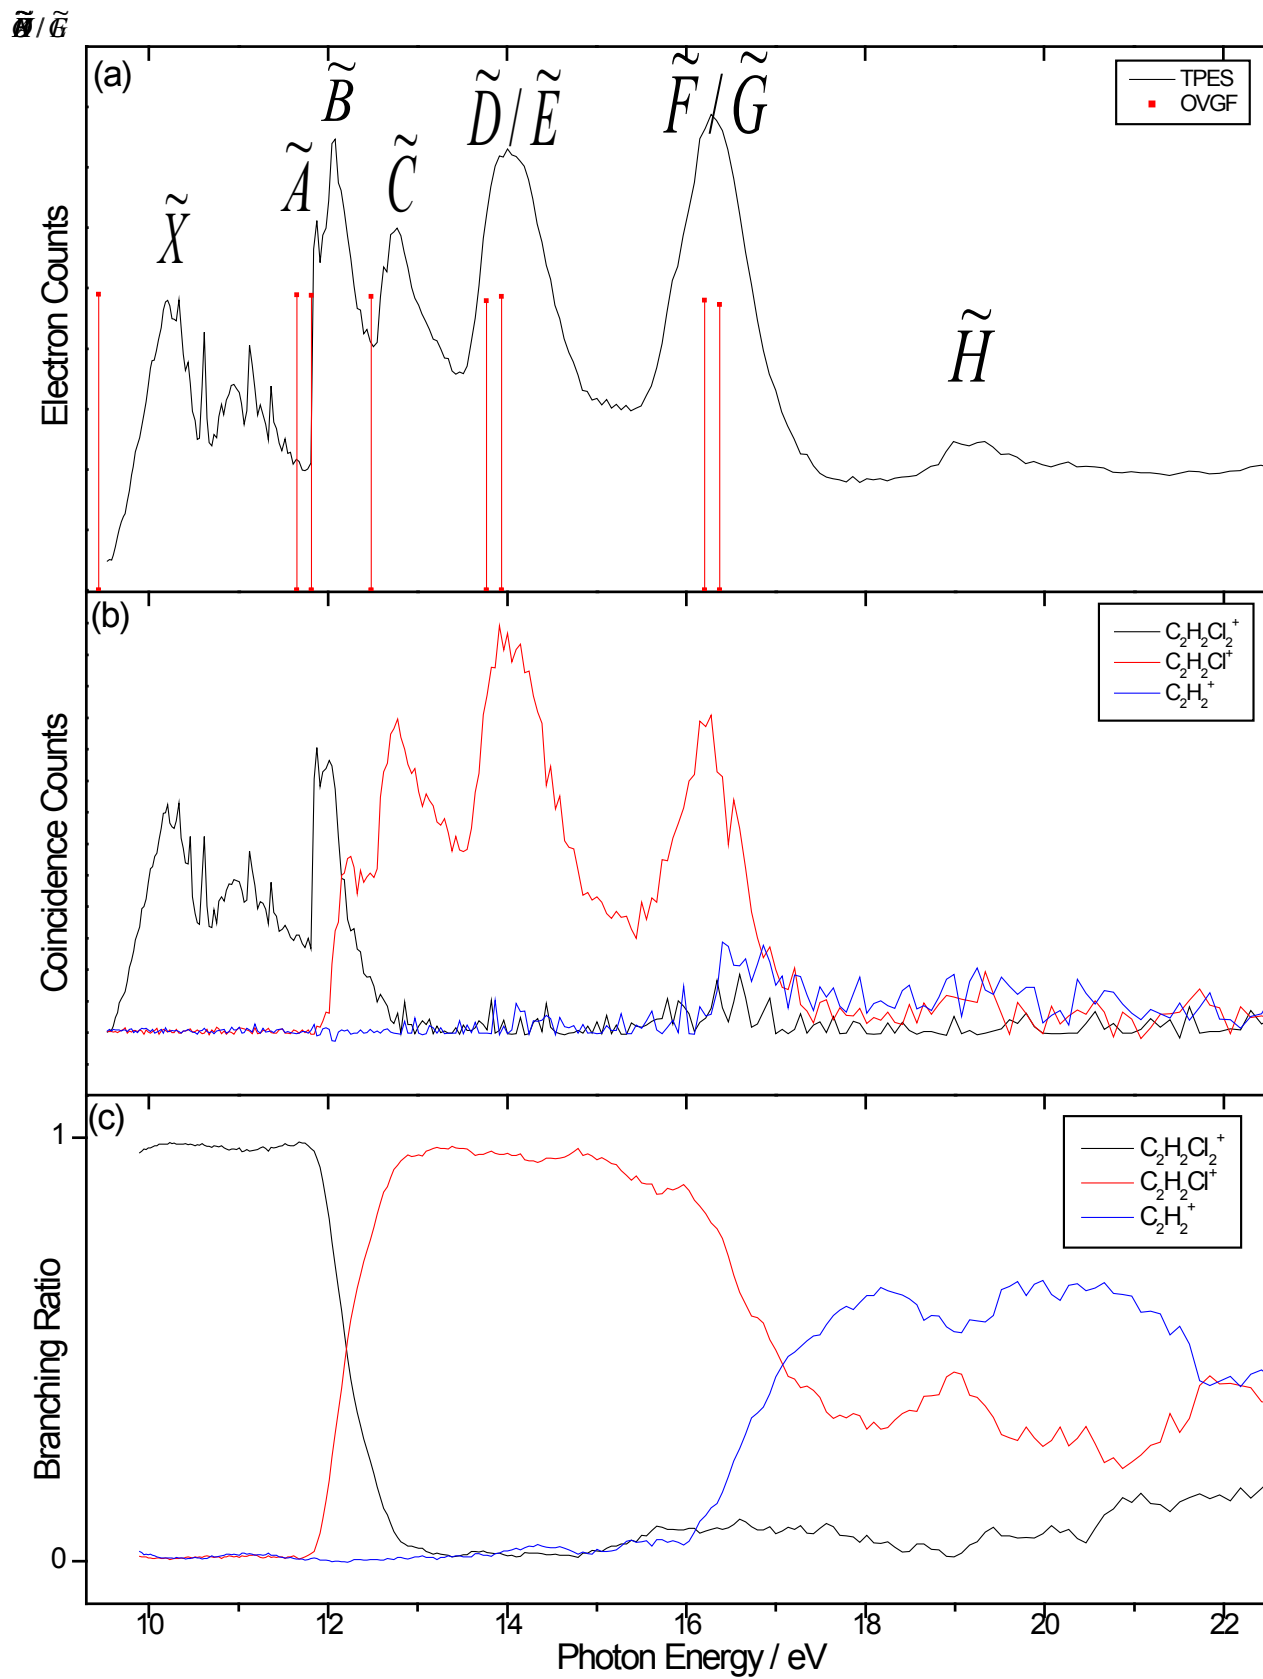 (a)
TPES
OVGF
X̃
Ã
B̃
C̃
D̃/Ẽ
F̃/G̃
H̃
Electron Counts
(b)
C₂H₂Cl₂⁺
C₂H₂Cl⁺
C₂H₂⁺
Coincidence Counts
(c)
C₂H₂Cl₂⁺
C₂H₂Cl⁺
C₂H₂⁺
1
0
Branching Ratio
10 12 14 16 18 20 22
Photon Energy / eV